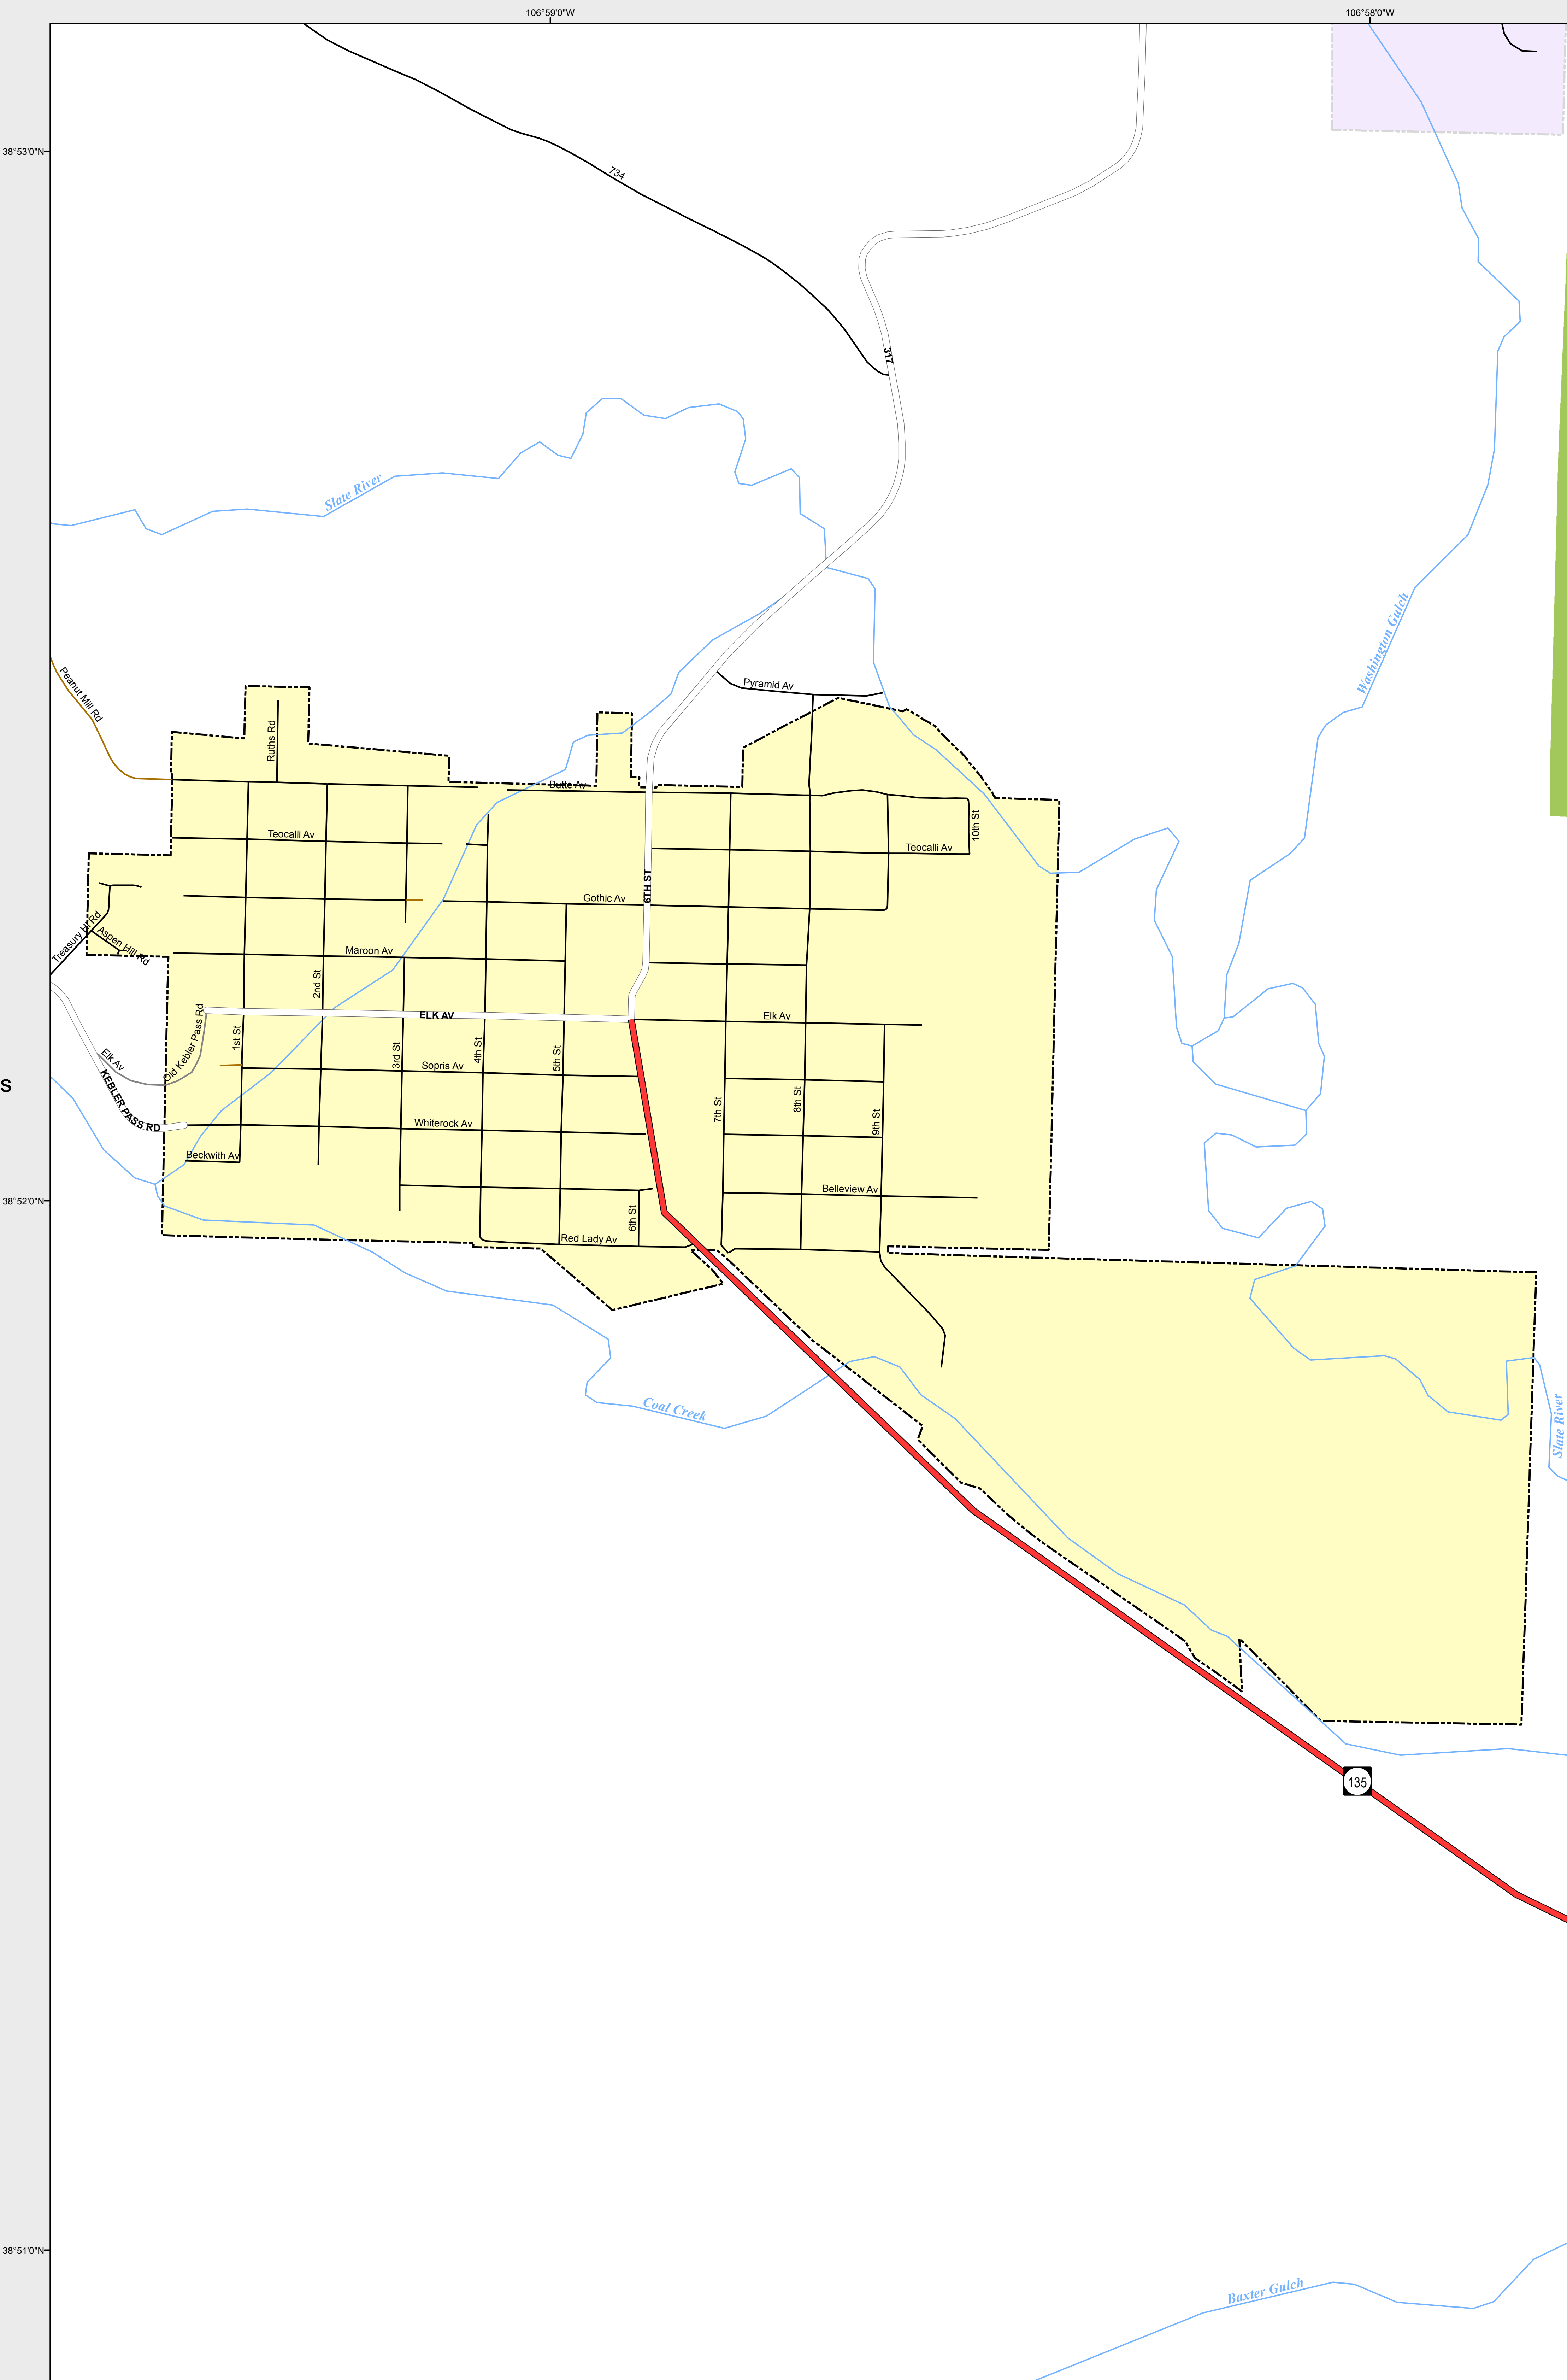 106°59'0"W
106°58'0"W
38°53'0"N
734
317
Slate River
Washington Gulch
Peanut Mill Rd
Pyramid Av
Ruths Rd
Butte Av
Teocalli Av
10th St
Teocalli Av
6TH ST
Gothic Av
Treasury Hl Rd
Aspen Hill Rd
Maroon Av
2nd St
Old Kebler Pass Rd
ELK AV
Elk Av
1st St
3rd St
4th St
5th St
Elk Av
Sopris Av
S
KEBLER PASS RD
7th St
8th St
9th St
Whiterock Av
Beckwith Av
38°52'0"N
Belleview Av
6th St
Red Lady Av
Coal Creek
Slate River
135
38°51'0"N
Baxter Gulch